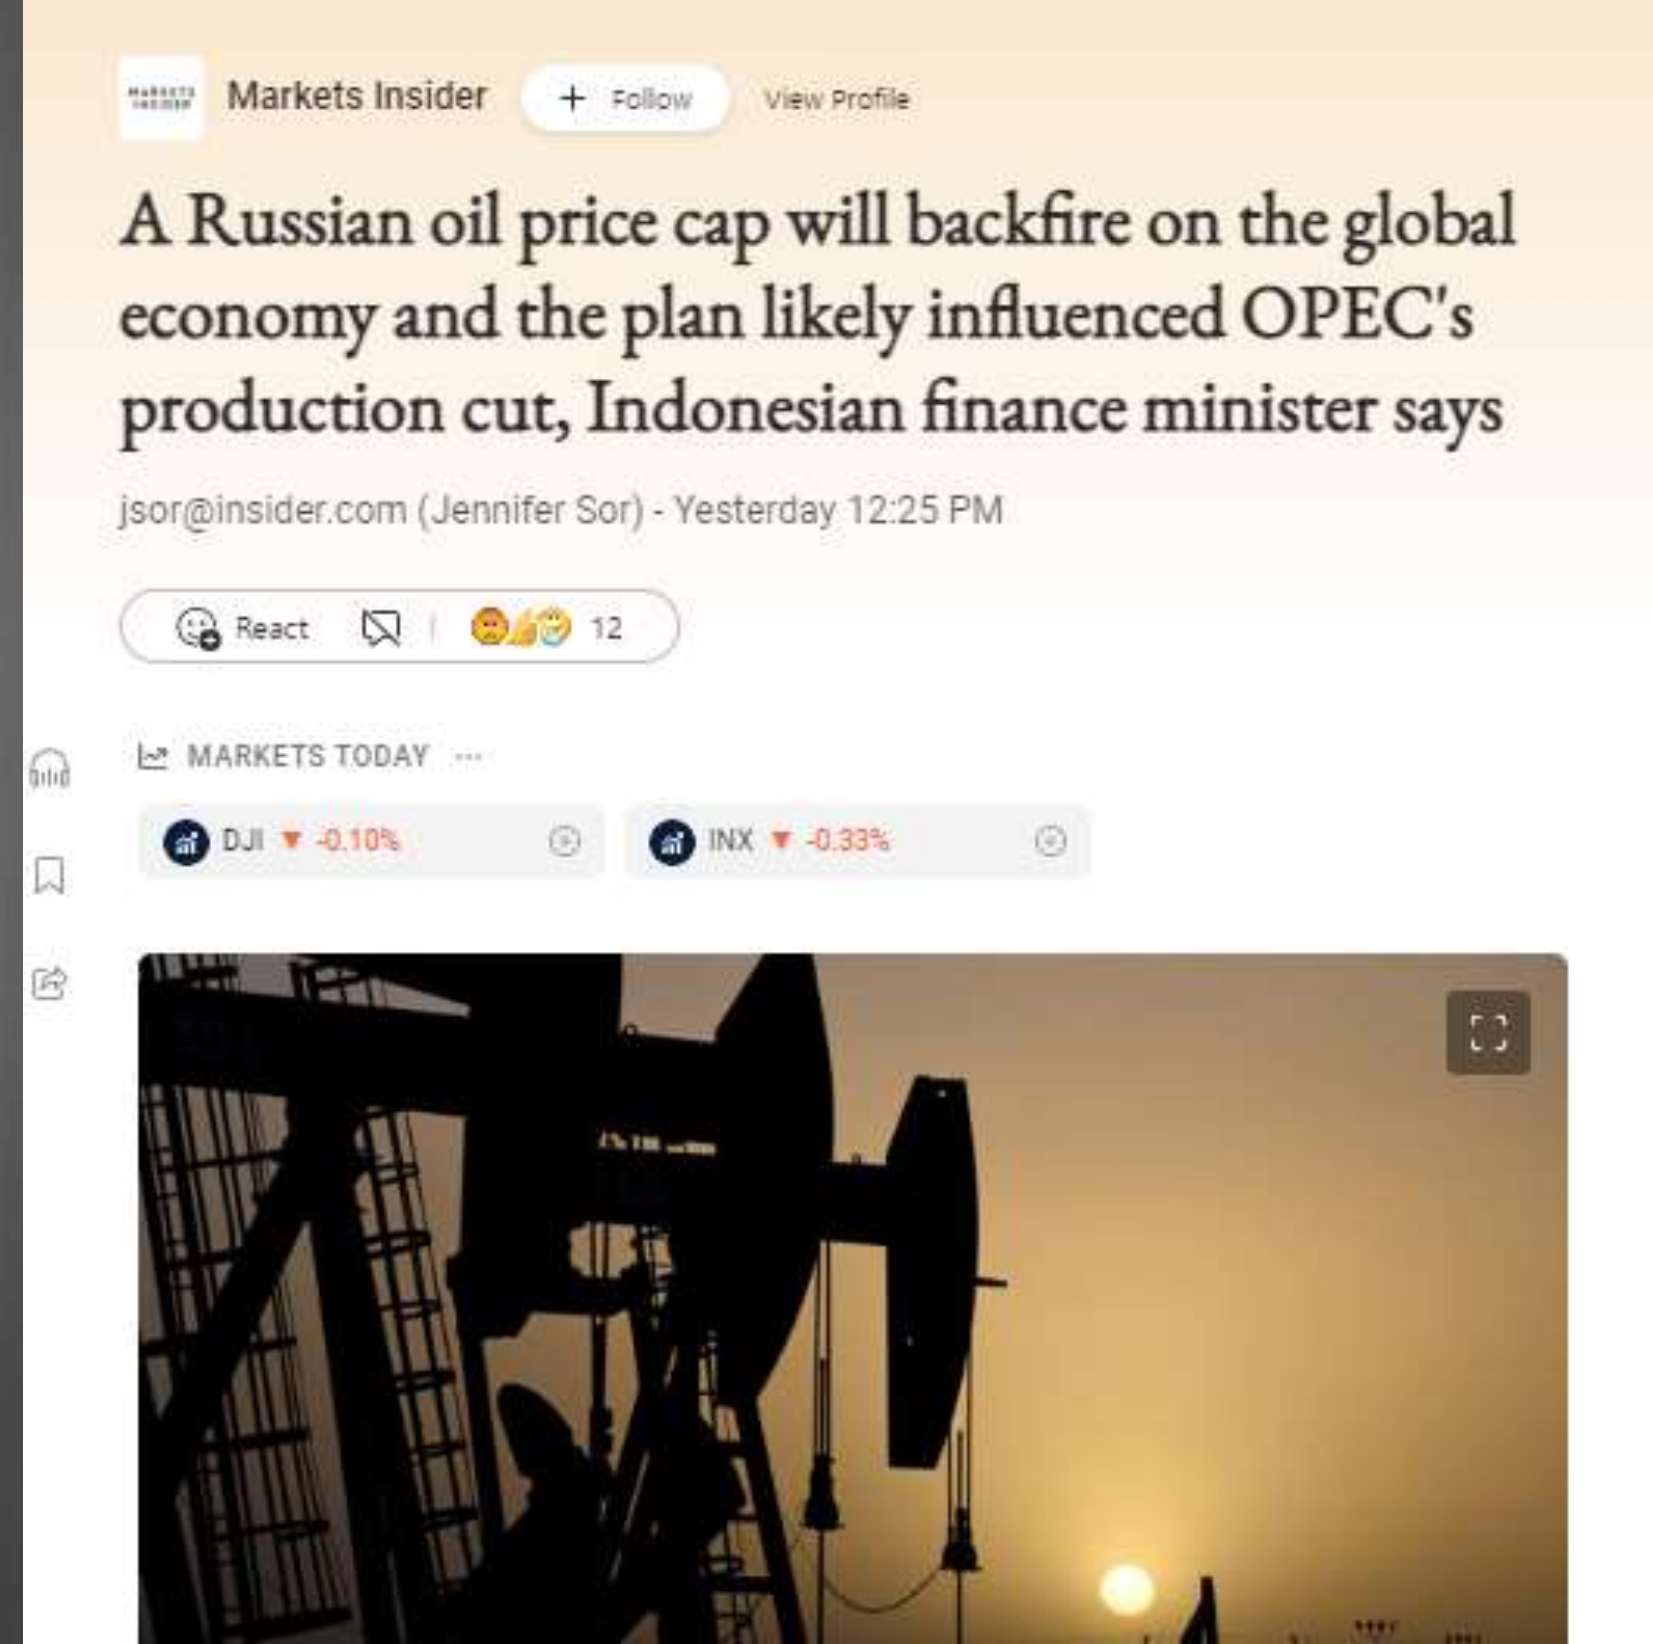 MARKETS
INSIDER
Markets Insider
+ Follow
View Profile
A Russian oil price cap will backfire on the global
economy and the plan likely influenced OPEC's
production cut, Indonesian finance minister says
jsor@insider.com (Jennifer Sor) - Yesterday 12:25 PM
React
12
MARKETS TODAY ...
DJI ▼ -0.10%
INX ▼ -0.33%